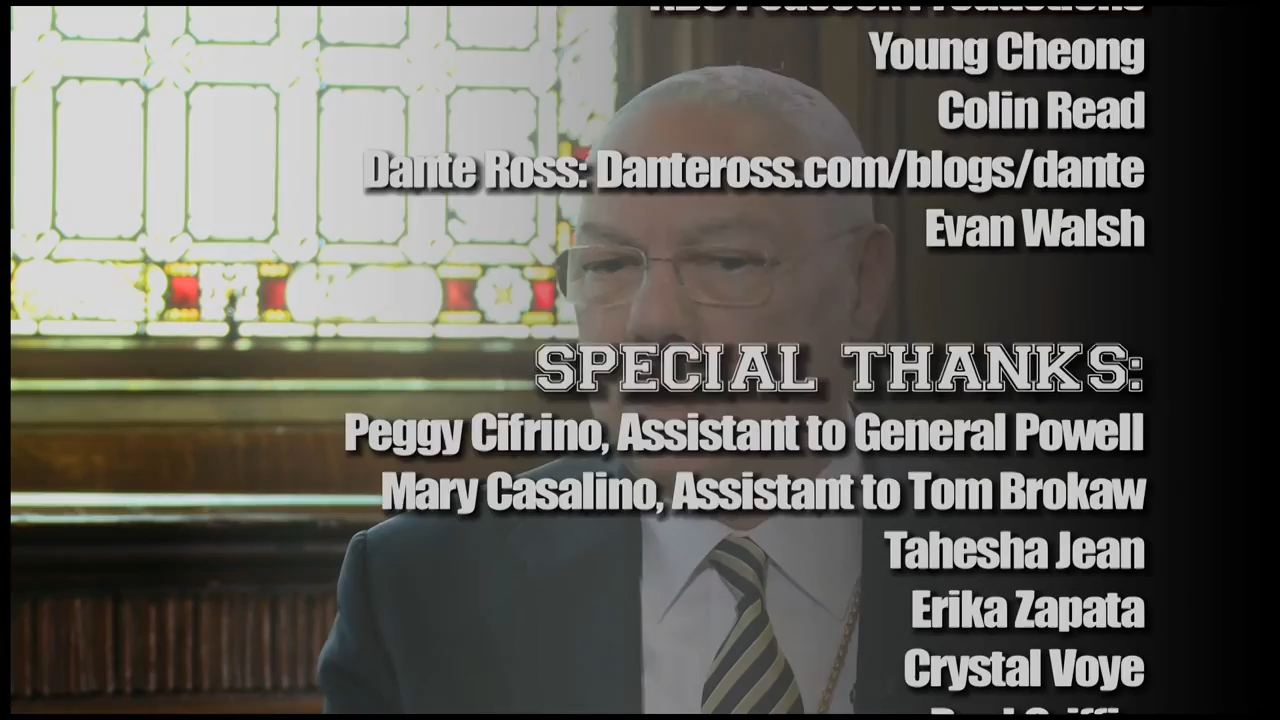 Young Cheong
Colin Read
Dante Ross: Danteross.com/blogs/dante
Evan Walsh
SPECIAL THANKS:
Peggy Cifrino, Assistant to General Powell
Mary Casalino, Assistant to Tom Brokaw
Tahesha Jean
Erika Zapata
Crystal Voye